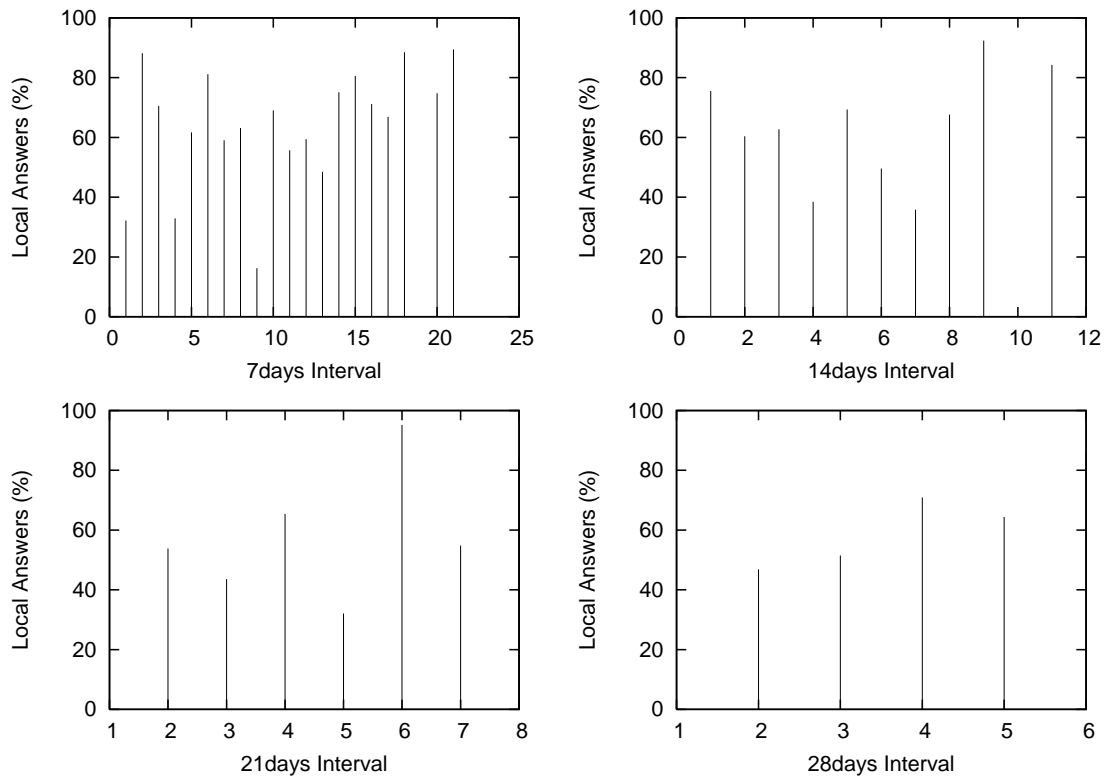 100
80
60
40
20
0
Local Answers (%)
0 5 10 15 20 25
7days Interval
100
80
60
40
20
0
Local Answers (%)
0 2 4 6 8 10 12
14days Interval
100
80
60
40
20
0
Local Answers (%)
1 2 3 4 5 6 7 8
21days Interval
100
80
60
40
20
0
Local Answers (%)
1 2 3 4 5 6
28days Interval